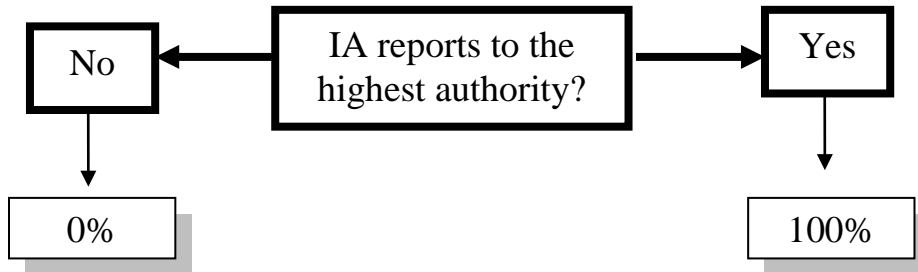 No
IA reports to the
highest authority?
Yes
0%
100%